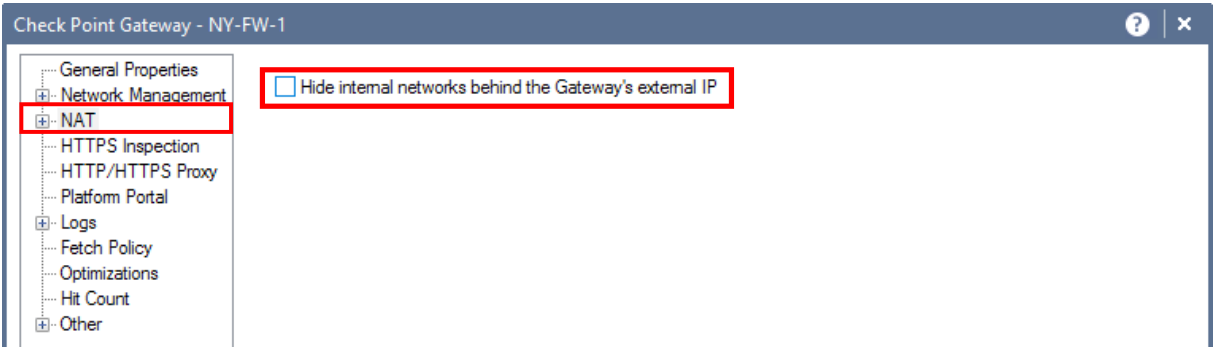 Check Point Gateway - NY-FW-1
General Properties
Network Management
NAT
HTTPS Inspection
HTTP/HTTPS Proxy
Platform Portal
Logs
Fetch Policy
Optimizations
Hit Count
Other
Hide internal networks behind the Gateway's external IP